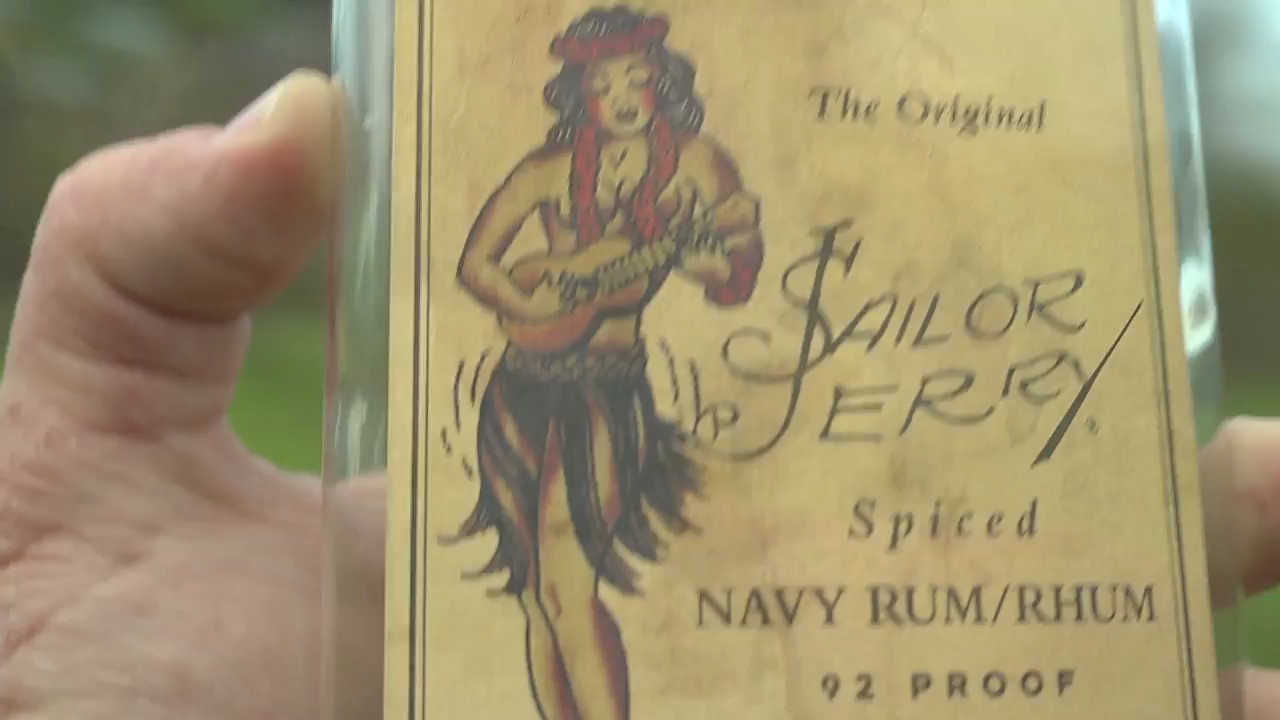 The Original
SAILOR
JERRY
Spiced
NAVY RUM/RHUM
92 PROOF